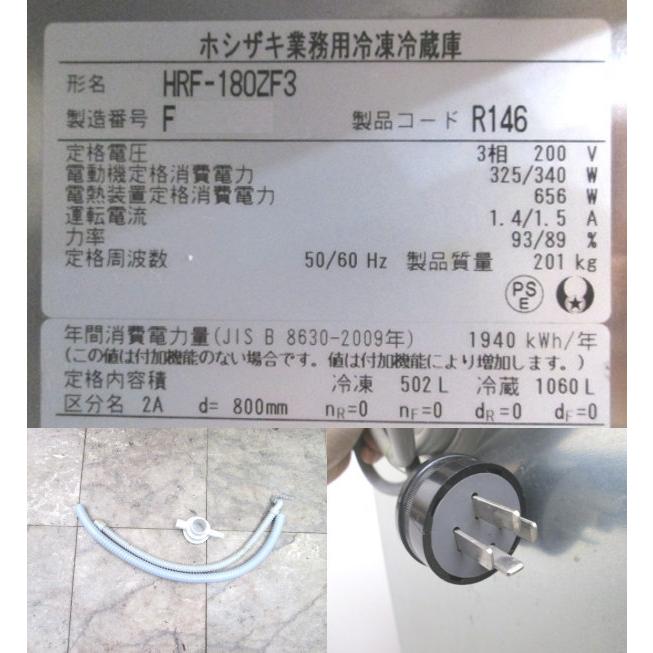 ホシザキ業務用冷凍冷蔵庫
形名 HRF-180ZF3
製造番号 F 製品コード R146
定格電圧 3相 200 V
電動機定格消費電力 325/340 W
電熱装置定格消費電力 656 W
運転電流 1.4/1.5 A
力率 93/89 %
定格周波数 50/60 Hz 製品質量 201 kg
PS
E
年間消費電力量(JIS B 8630-2009年) 1940 kWh/年
(この値は付加機能のない場合です。値は付加機能により増加します。)
定格内容積 冷凍 502 L 冷蔵 1060 L
区分名 2A d= 800mm nR=0 nF=0 dR=0 dF=0